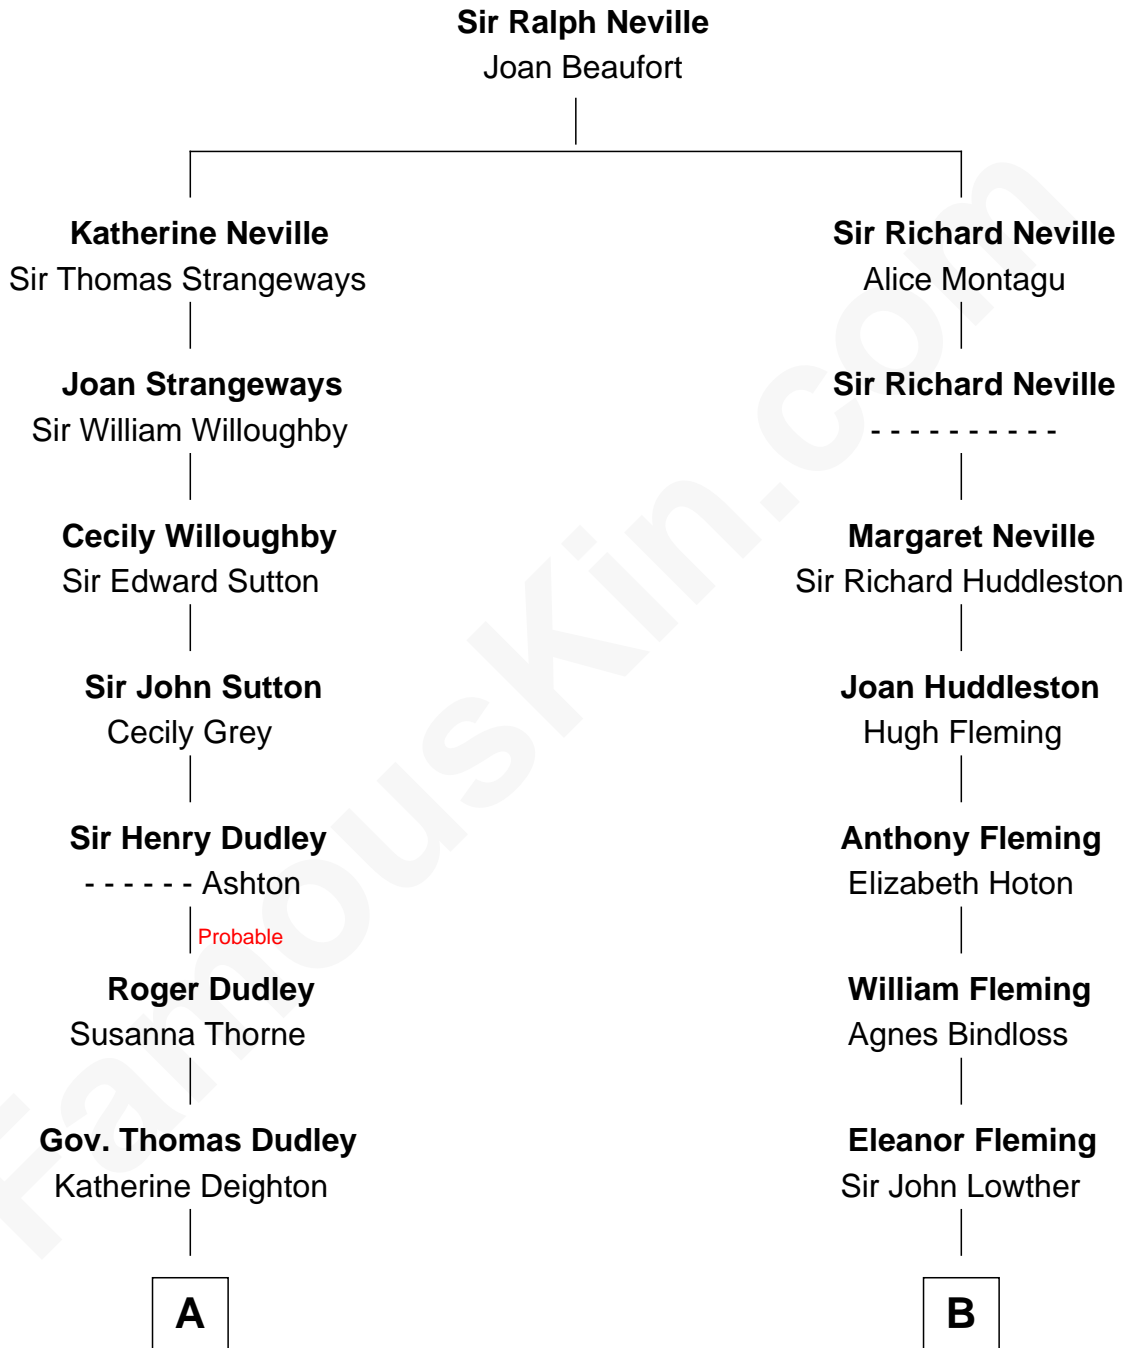 Sir Ralph Neville
Joan Beaufort
Katherine Neville
Sir Thomas Strangeways
Sir Richard Neville
Alice Montagu
Joan Strangeways
Sir William Willoughby
Sir Richard Neville
- - - - - - - - - -
Cecily Willoughby
Sir Edward Sutton
Margaret Neville
Sir Richard Huddleston
Sir John Sutton
Cecily Grey
Joan Huddleston
Hugh Fleming
Sir Henry Dudley
- - - - - - Ashton
Anthony Fleming
Elizabeth Hoton
Probable
Roger Dudley
Susanna Thorne
William Fleming
Agnes Bindloss
Gov. Thomas Dudley
Katherine Deighton
Eleanor Fleming
Sir John Lowther
A
B
FamousKin.com